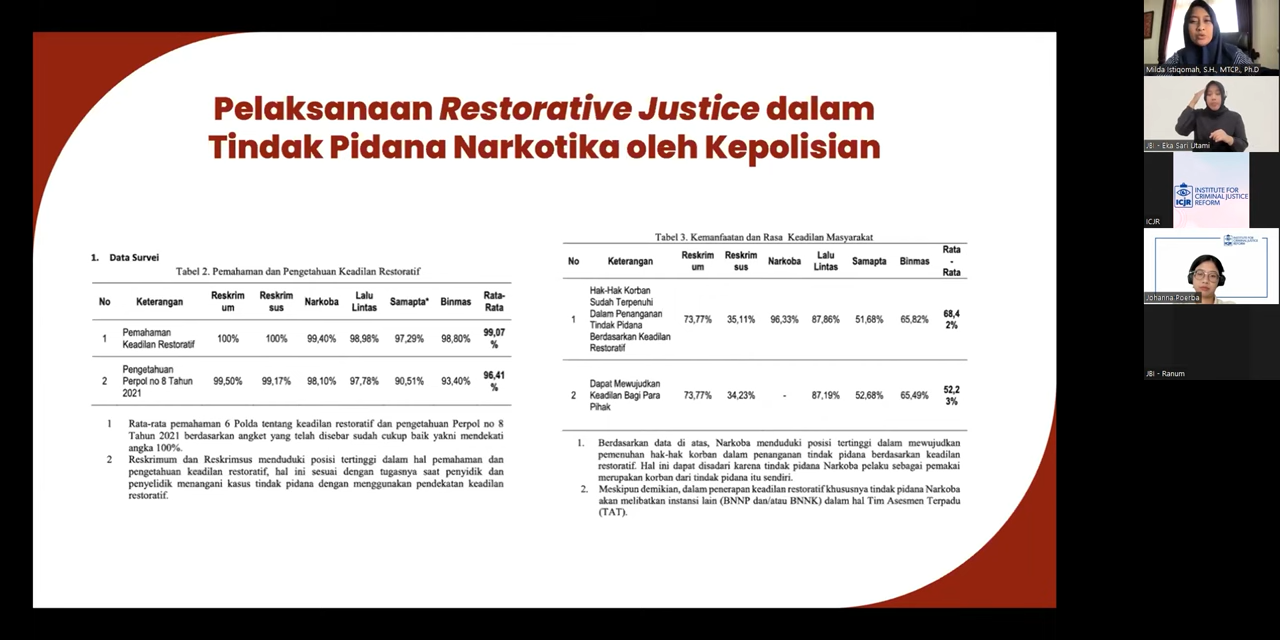 Pelaksanaan Restorative Justice dalam
Tindak Pidana Narkotika oleh Kepolisian
1. Data Survei
Tabel 2. Pemahaman dan Pengetahuan Keadilan Restoratif
No Keterangan Reskrim um Reskrim sus Narkoba Lalu Lintas Samapta* Binmas Rata-Rata
1 Pemahaman Keadilan Restoratif 100% 100% 99,40% 98,98% 97,29% 98,80% 99,07 %
2 Pengetahuan Perpol no 8 Tahun 2021 99,50% 99,17% 98,10% 97,78% 90,51% 93,40% 96,41 %
1 Rata-rata pemahaman 6 Polda tentang keadilan restoratif dan pengetahuan Perpol no 8
Tahun 2021 berdasarkan angket yang telah disebar sudah cukup baik yakni mendekati
angka 100%.
2 Reskrimum dan Reskrimsus menduduki posisi tertinggi dalam hal pemahaman dan
pengetahuan keadilan restoratif, hal ini sesuai dengan tugasnya saat penyidik dan
penyelidik menangani kasus tindak pidana dengan menggunakan pendekatan keadilan
restoratif.
Tabel 3. Kemanfaatan dan Rasa Keadilan Masyarakat
No Keterangan Reskrim um Reskrim sus Narkoba Lalu Lintas Samapta Binmas Rata - Rata
1 Hak-Hak Korban Sudah Terpenuhi Dalam Penanganan Tindak Pidana Berdasarkan Keadilan Restoratif 73,77% 35,11% 96,33% 87,86% 51,68% 65,82% 68,4 2%
2 Dapat Mewujudkan Keadilan Bagi Para Pihak 73,77% 34,23% - 87,19% 52,68% 65,49% 52,2 3%
1. Berdasarkan data di atas, Narkoba menduduki posisi tertinggi dalam mewujudkan
pemenuhan hak-hak korban dalam penanganan tindak pidana berdasarkan keadilan
restoratif. Hal ini dapat disadari karena tindak pidana Narkoba pelaku sebagai pemakai
merupakan korban dari tindak pidana itu sendiri.
2. Meskipun demikian, dalam penerapan keadilan restoratif khususnya tindak pidana Narkoba
akan melibatkan instansi lain (BNNP dan/atau BNNK) dalam hal Tim Asesmen Terpadu
(TAT).
Milda Istiqomah, S.H., MTCP., Ph.D
JBI - Eka Sari Utami
ICJR
INSTITUTE FOR
CRIMINAL JUSTICE
REFORM
ICJR
Johanna Poerba
JBI - Ranum